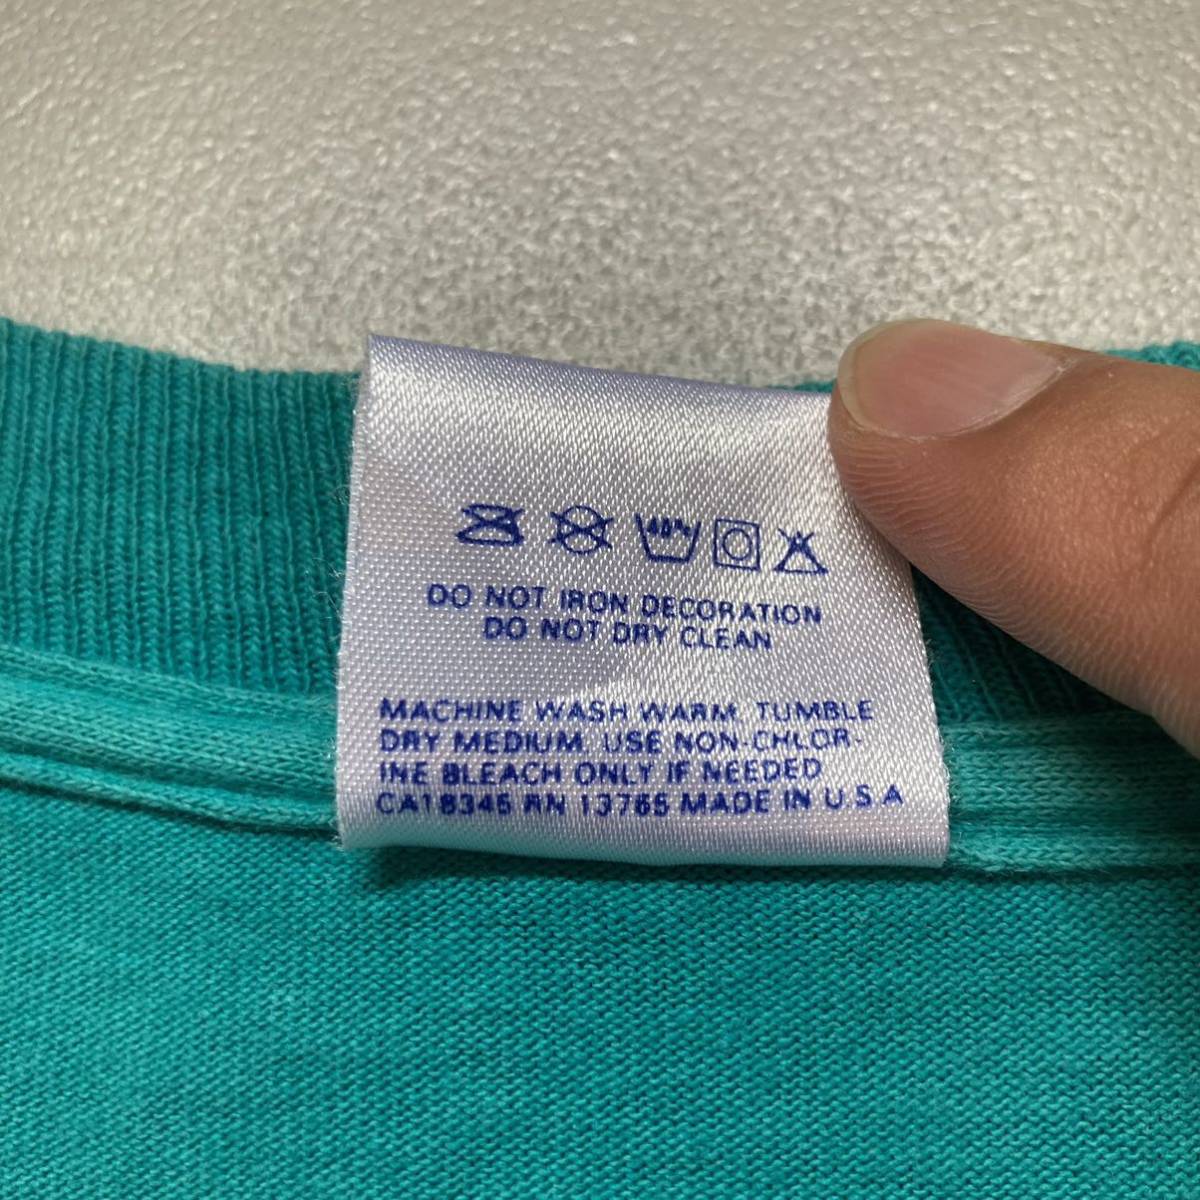 40°c
DO NOT IRON DECORATION
DO NOT DRY CLEAN
MACHINE WASH WARM, TUMBLE
DRY MEDIUM. USE NON-CHLOR-
INE BLEACH ONLY IF NEEDED
CA18345 RN 13765 MADE IN U S A